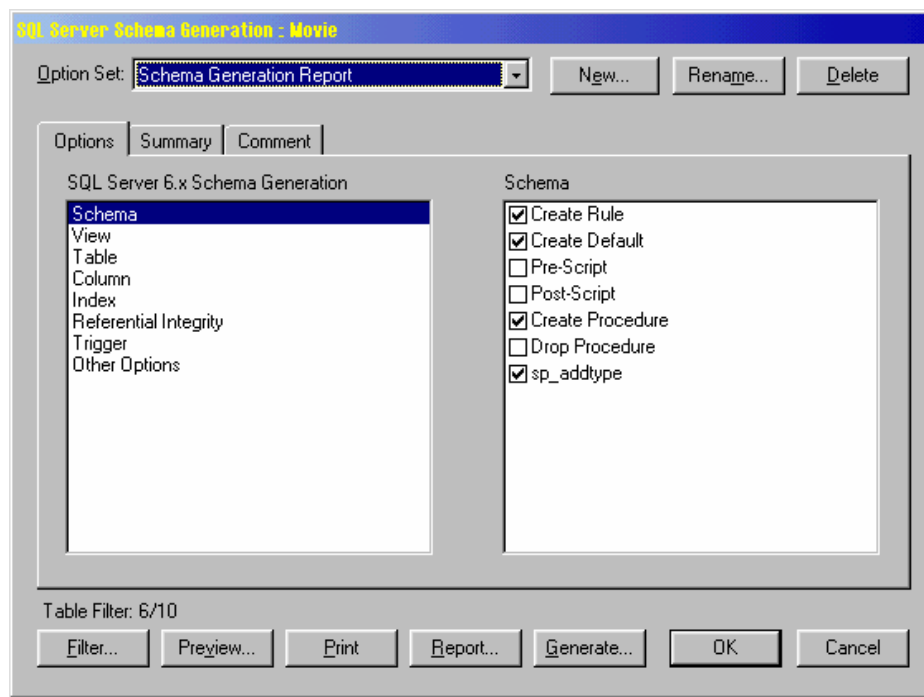 SQL Server Schema Generation : Movie
Option Set: Schema Generation Report New... Rename... Delete
Options Summary Comment
SQL Server 6.x Schema Generation
Schema
View
Table
Column
Index
Referential Integrity
Trigger
Other Options
Schema
Create Rule
Create Default
Pre-Script
Post-Script
Create Procedure
Drop Procedure
sp_addtype
Table Filter: 6/10
Filter... Preview... Print Report... Generate... OK Cancel